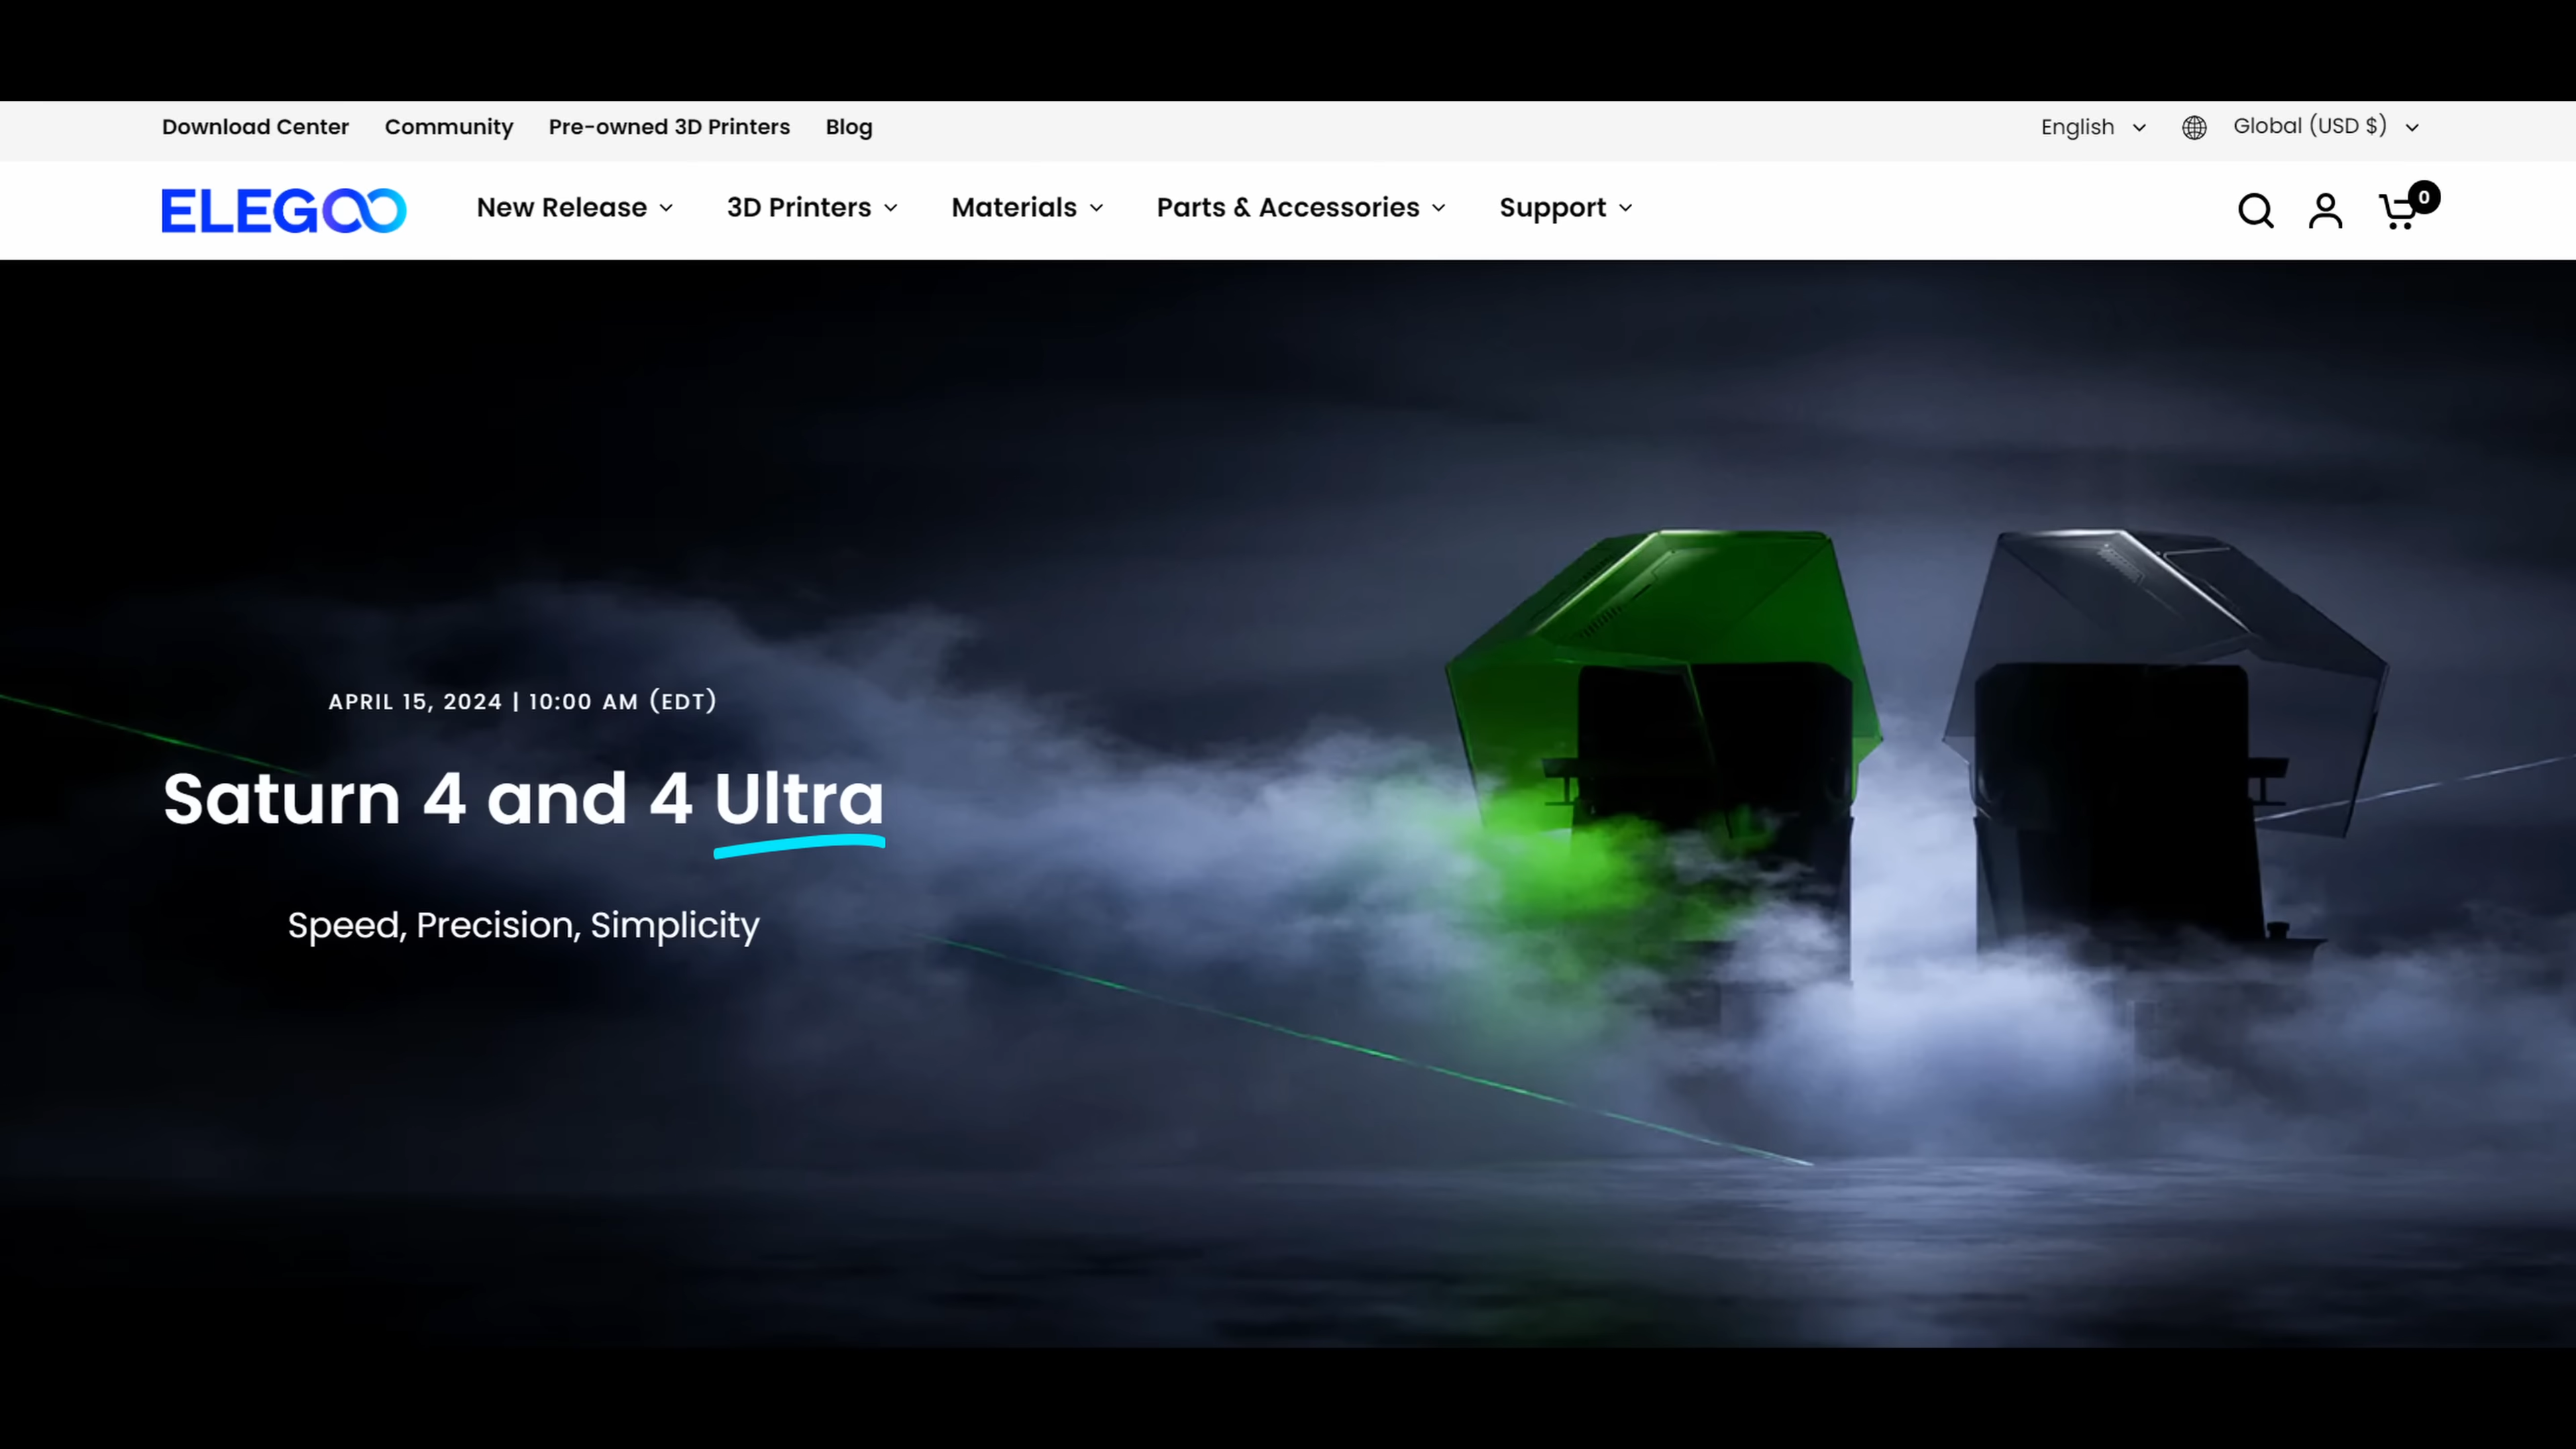 Download Center Community Pre-owned 3D Printers Blog English Global (USD $)
ELEGOO New Release 3D Printers Materials Parts & Accessories Support 0
APRIL 15, 2024 | 10:00 AM (EDT)
Saturn 4 and 4 Ultra
Speed, Precision, Simplicity